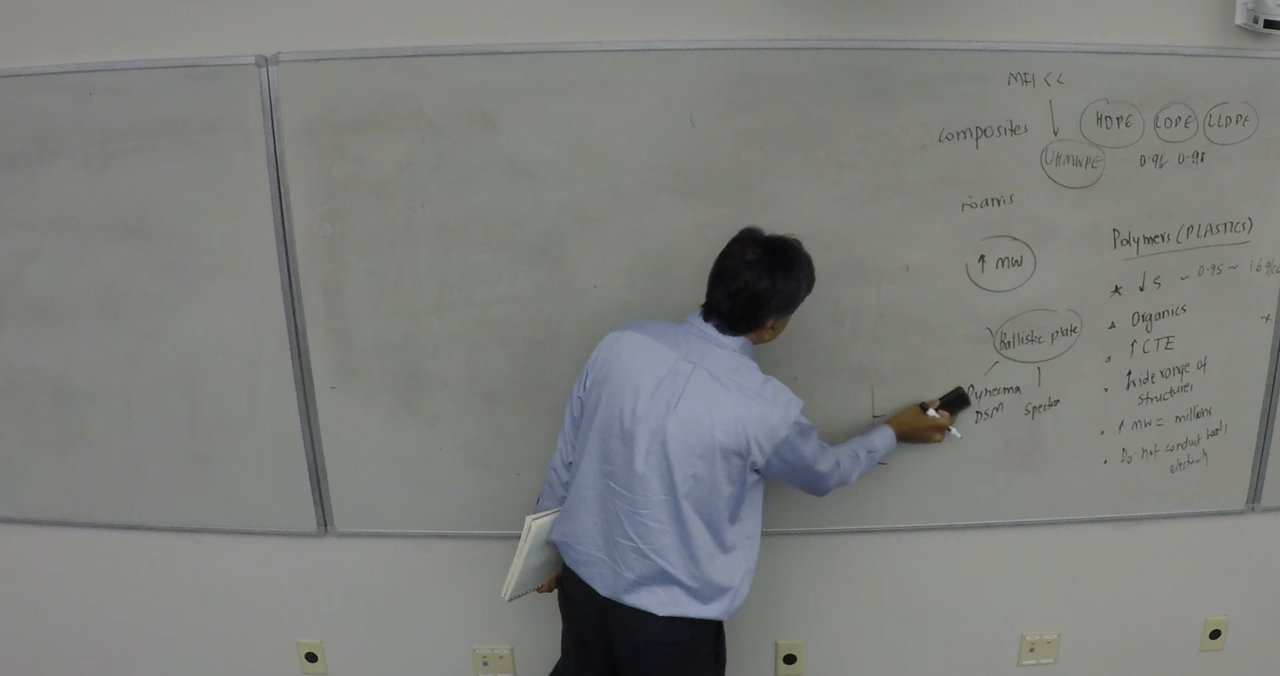 MFI <<
composites
HDPE LDPE LLDPE
UHMWPE 0.96 0.98
↑ MW
Ballistic plate
Dyneema
DSM Spectra
Polymers (PLASTICS)
↓ S ~ 0.95 ~ 1.6 g/cc
Organics
↑ CTE
wide range of
structures
↑ MW = millions
Do not conduct heat,
electricity